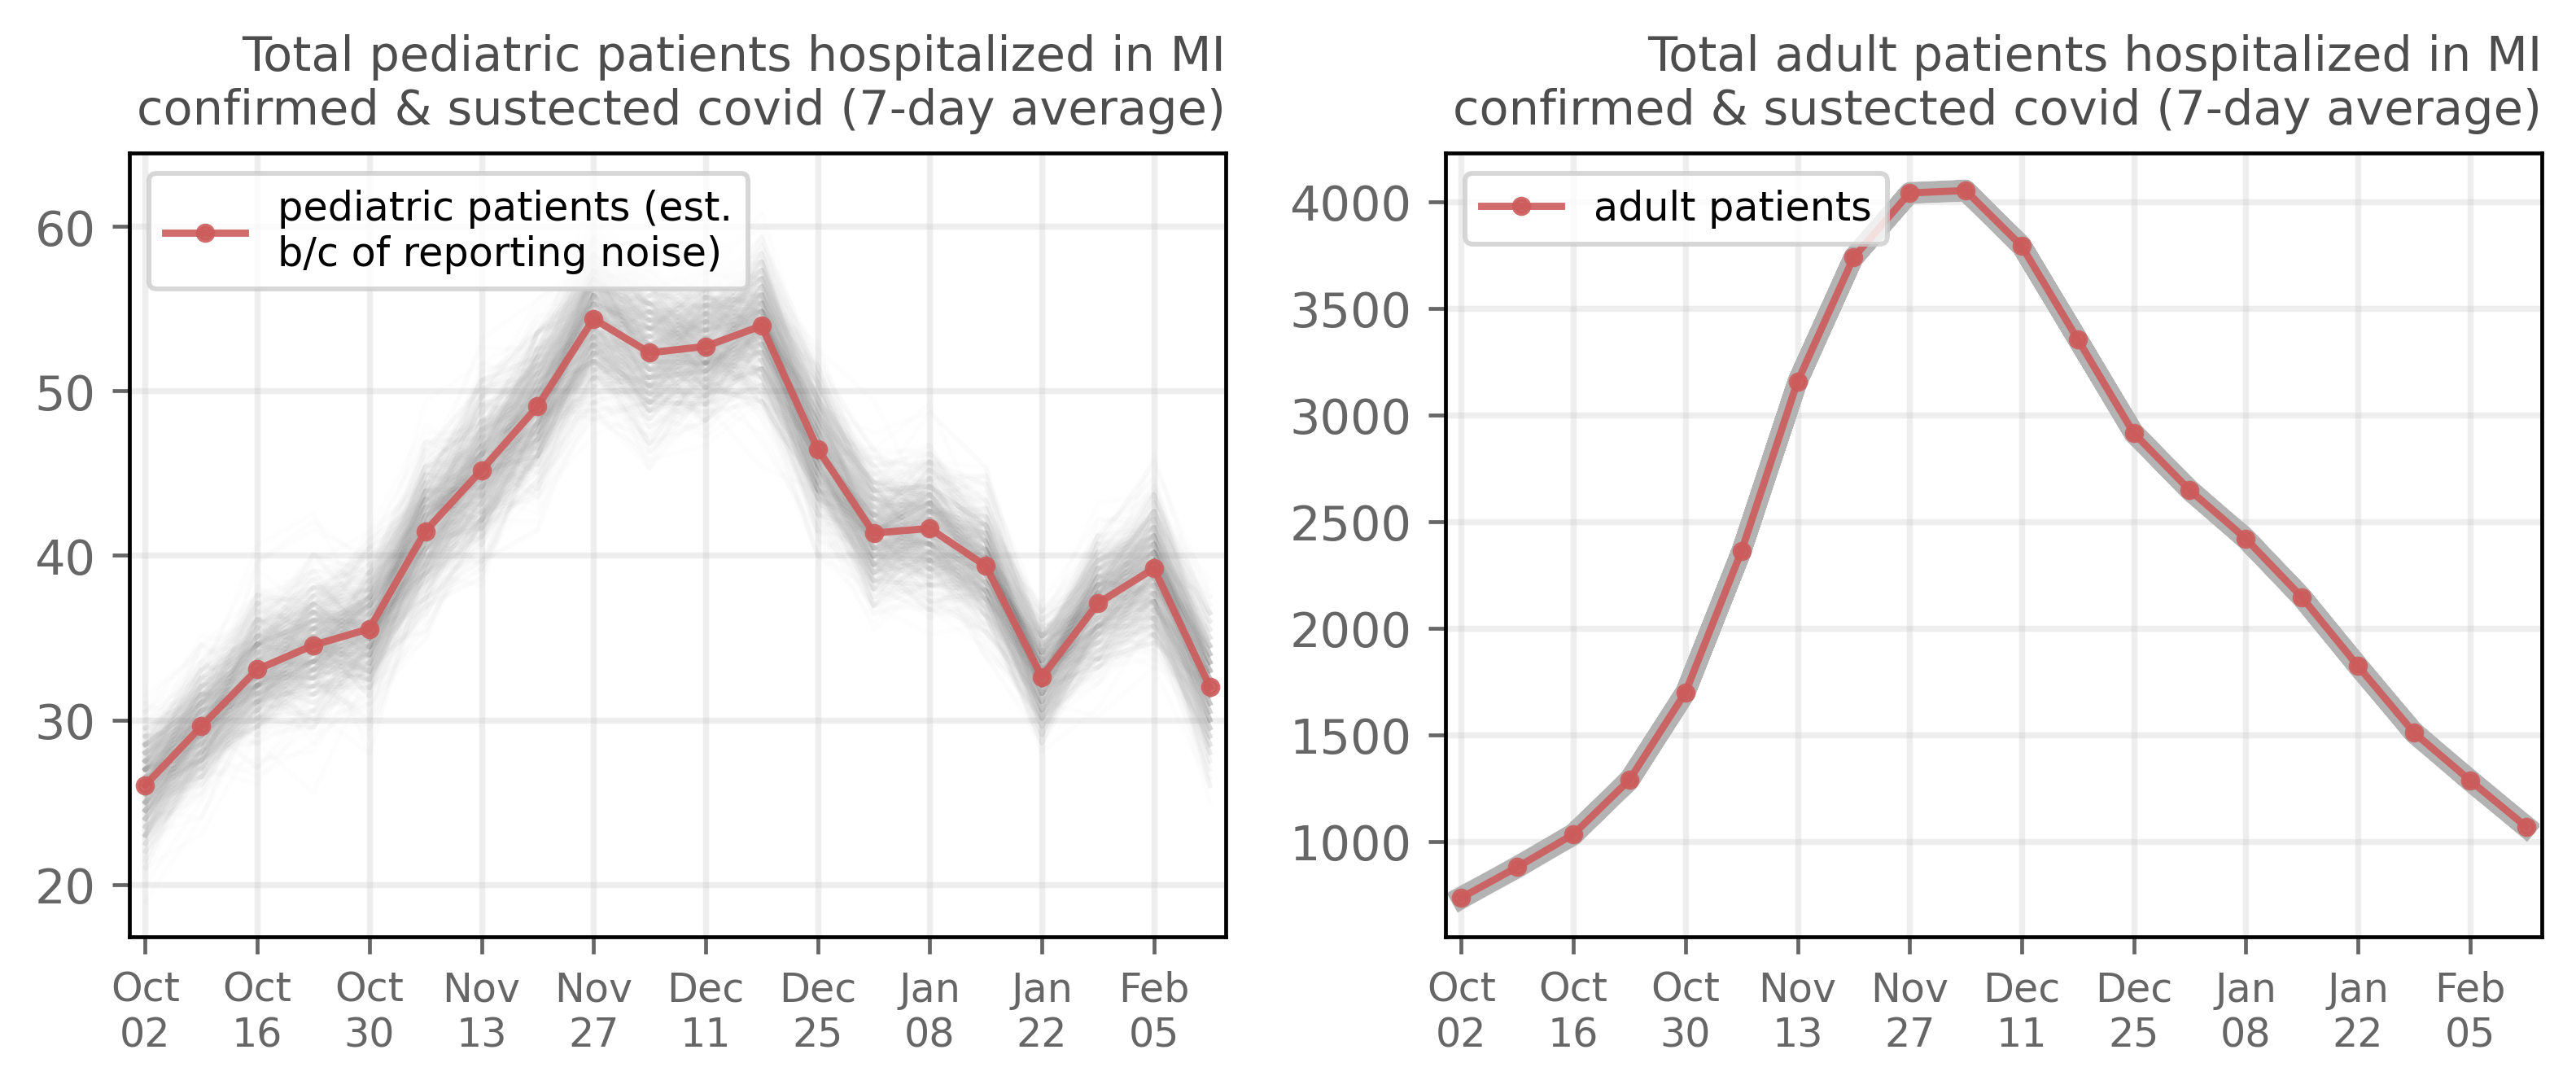 Total pediatric patients hospitalized in MI
confirmed & sustected covid (7-day average)
pediatric patients (est.
b/c of reporting noise)
60
50
40
30
20
Oct Oct Oct Nov Nov Dec Dec Jan Jan Feb
02 16 30 13 27 11 25 08 22 05
Total adult patients hospitalized in MI
confirmed & sustected covid (7-day average)
adult patients
4000
3500
3000
2500
2000
1500
1000
Oct Oct Oct Nov Nov Dec Dec Jan Jan Feb
02 16 30 13 27 11 25 08 22 05